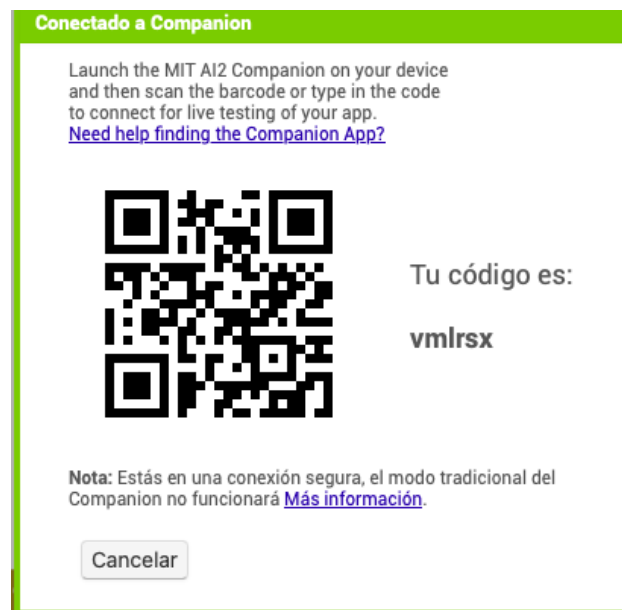 Conectado a Companion
Launch the MIT AI2 Companion on your device
and then scan the barcode or type in the code
to connect for live testing of your app.
Need help finding the Companion App?
Tu código es:
vmlrsx
Nota: Estás en una conexión segura, el modo tradicional del
Companion no funcionará Más información.
Cancelar